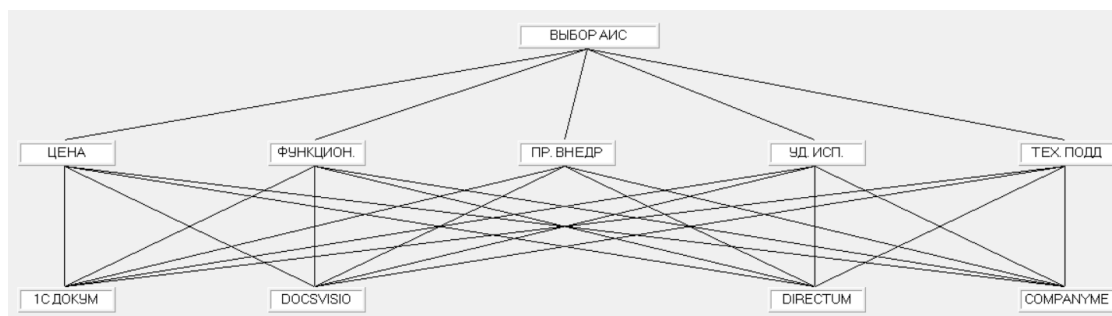 ВЫБОР АИС
ЦЕНА
ФУНКЦИОН.
ПР. ВНЕДР
УД. ИСП.
ТЕХ. ПОДД
1С ДОКУМ
DOCSVISIO
DIRECTUM
COMPANYME